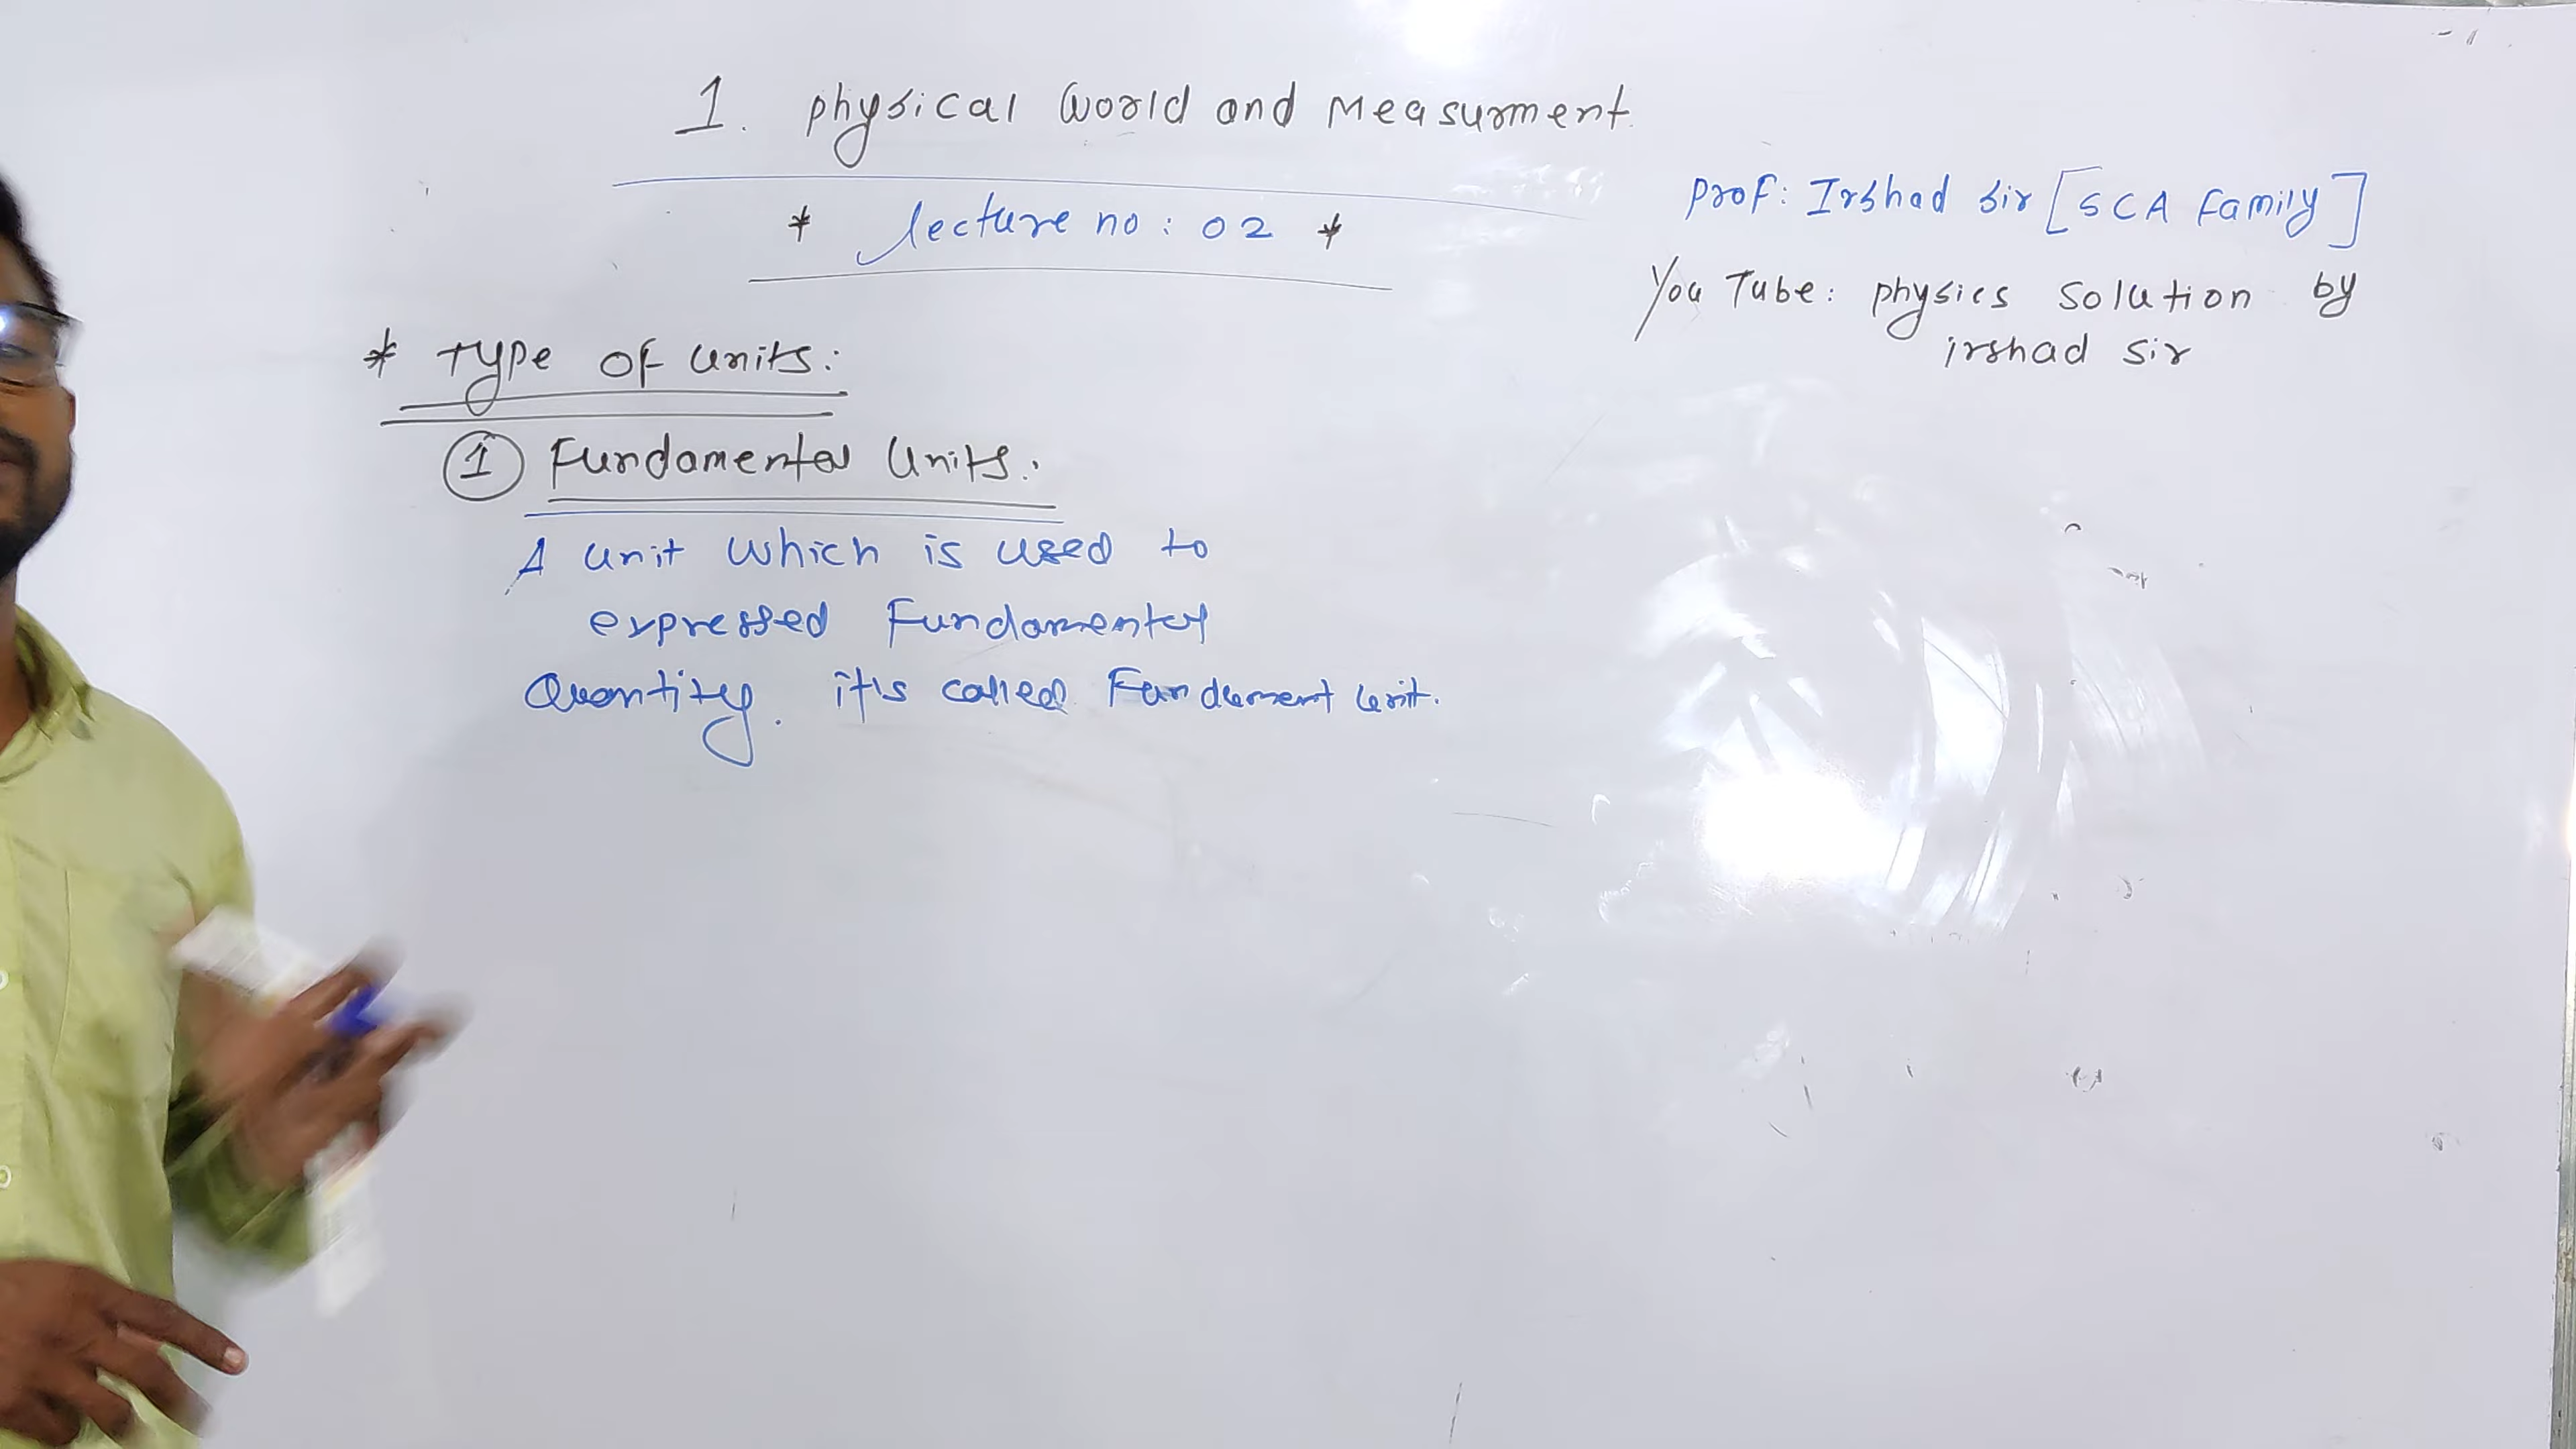 1. physical World and Measurment
* lecture no: 02 *
Prof: Irshad sir [SCA Family]
You Tube: physics Solution by
irshad sir
* Type of units:
1 Fundamental Units:
A unit which is used to
expressed Fundamental
Quantity. it's called Fundament unit.